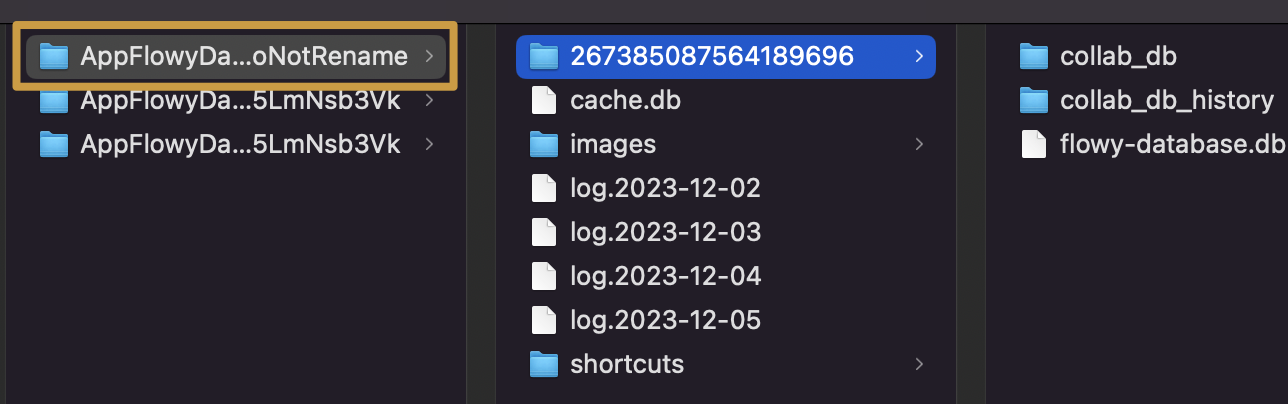 AppFlowyDa...oNotRename
AppFlowyDa...5LmNsb3Vk
AppFlowyDa...5LmNsb3Vk
267385087564189696
cache.db
images
log.2023-12-02
log.2023-12-03
log.2023-12-04
log.2023-12-05
shortcuts
collab_db
collab_db_history
flowy-database.db